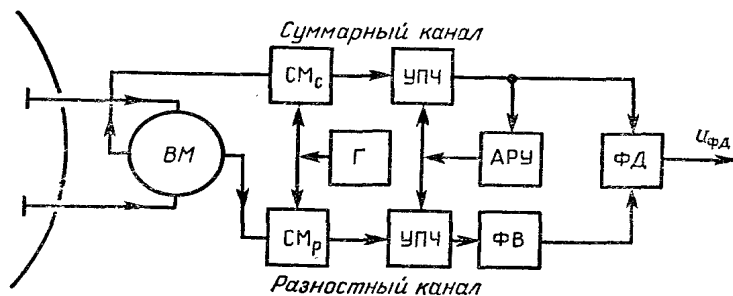 Суммарный канал
СМс
УПЧ
ВМ
Г
АРУ
ФД
uФД
СМр
УПЧ
ФВ
Разностный канал